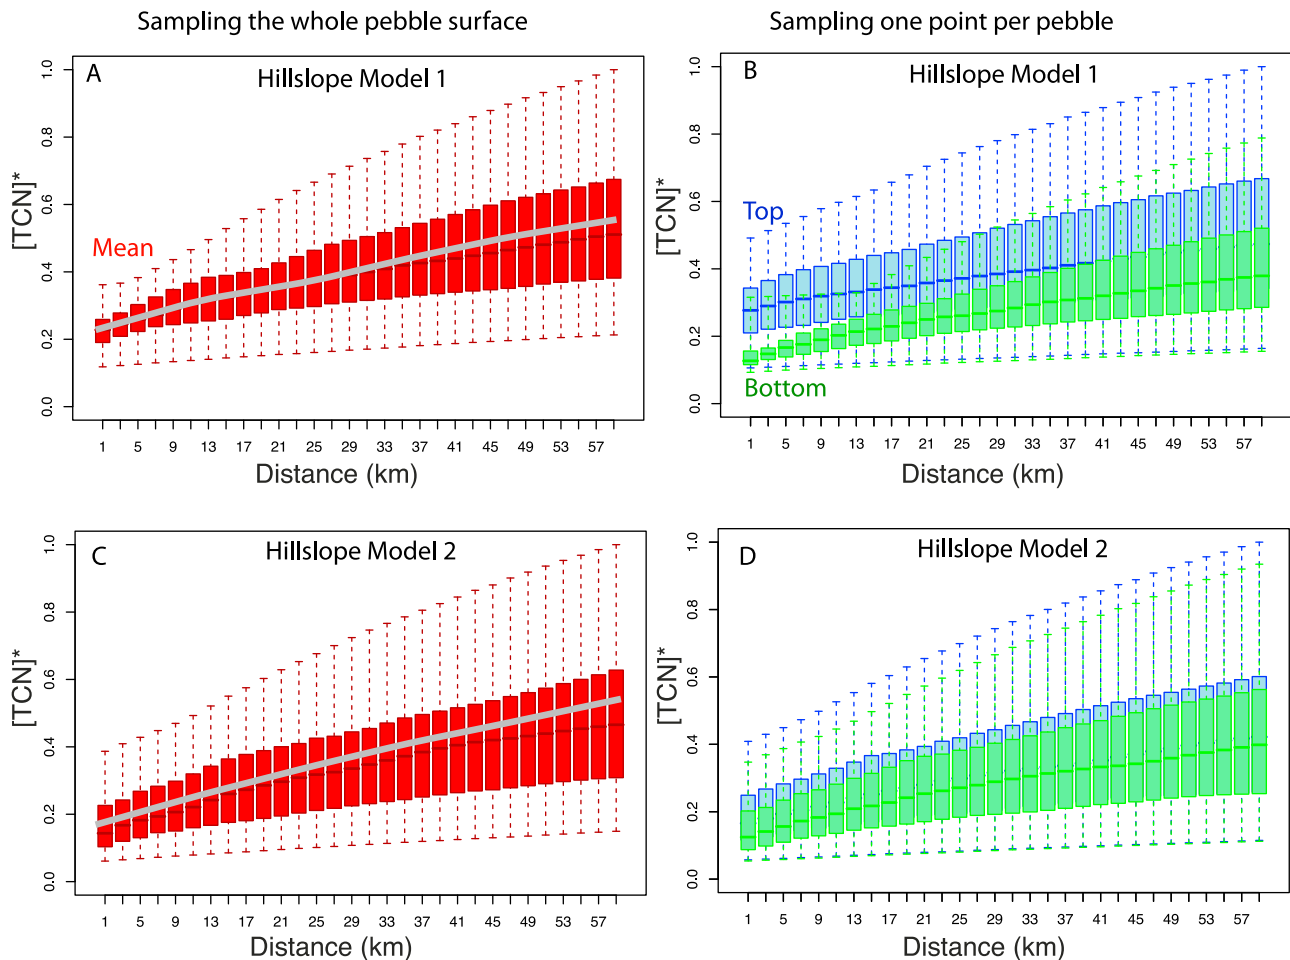 Sampling the whole pebble surface
Sampling one point per pebble
A
Hillslope Model 1
[TCN]*
1.0
0.8
0.6
0.4
0.2
0.0
Mean
1 5 9 13 17 21 25 29 33 37 41 45 49 53 57
Distance (km)
B
Hillslope Model 1
[TCN]*
1.0
0.8
0.6
0.4
0.2
0.0
Top
Bottom
1 5 9 13 17 21 25 29 33 37 41 45 49 53 57
Distance (km)
C
Hillslope Model 2
[TCN]*
1.0
0.8
0.6
0.4
0.2
0.0
1 5 9 13 17 21 25 29 33 37 41 45 49 53 57
Distance (km)
D
Hillslope Model 2
[TCN]*
1.0
0.8
0.6
0.4
0.2
0.0
1 5 9 13 17 21 25 29 33 37 41 45 49 53 57
Distance (km)